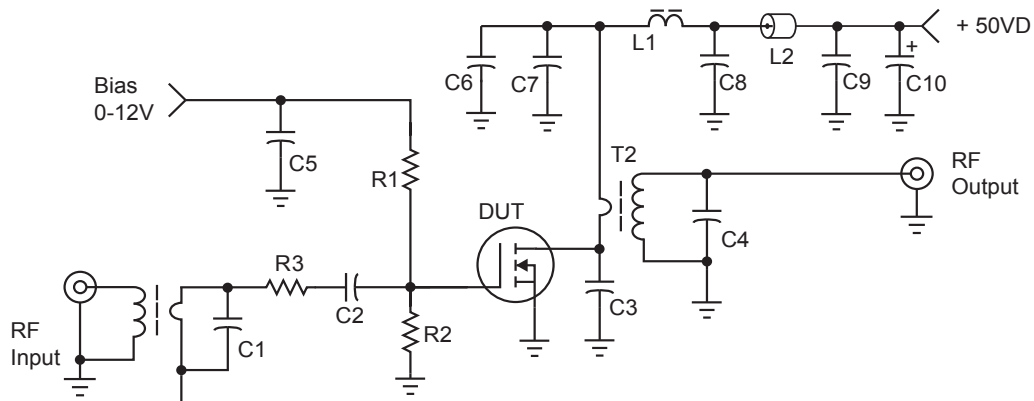 + 50VD
L1
L2
C6
C7
C8
C9
+
C10
Bias
0-12V
C5
R1
T2
RF
Output
DUT
C4
R3
C2
C3
RF
Input
C1
R2